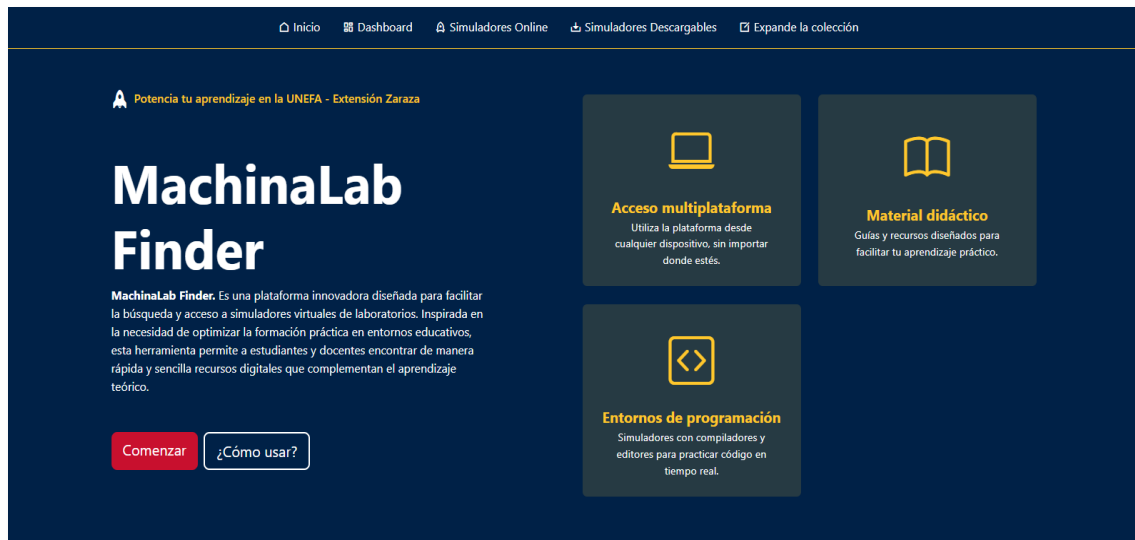 Inicio
Dashboard
Simuladores Online
Simuladores Descargables
Expande la colección
Potencia tu aprendizaje en la UNEFA - Extensión Zaraza
MachinaLab
Finder
MachinaLab Finder. Es una plataforma innovadora diseñada para facilitar
la búsqueda y acceso a simuladores virtuales de laboratorios. Inspirada en
la necesidad de optimizar la formación práctica en entornos educativos,
esta herramienta permite a estudiantes y docentes encontrar de manera
rápida y sencilla recursos digitales que complementan el aprendizaje
teórico.
Comenzar
¿Cómo usar?
Acceso multiplataforma
Utiliza la plataforma desde
cualquier dispositivo, sin importar
donde estés.
Material didáctico
Guías y recursos diseñados para
facilitar tu aprendizaje práctico.
Entornos de programación
Simuladores con compiladores y
editores para practicar código en
tiempo real.